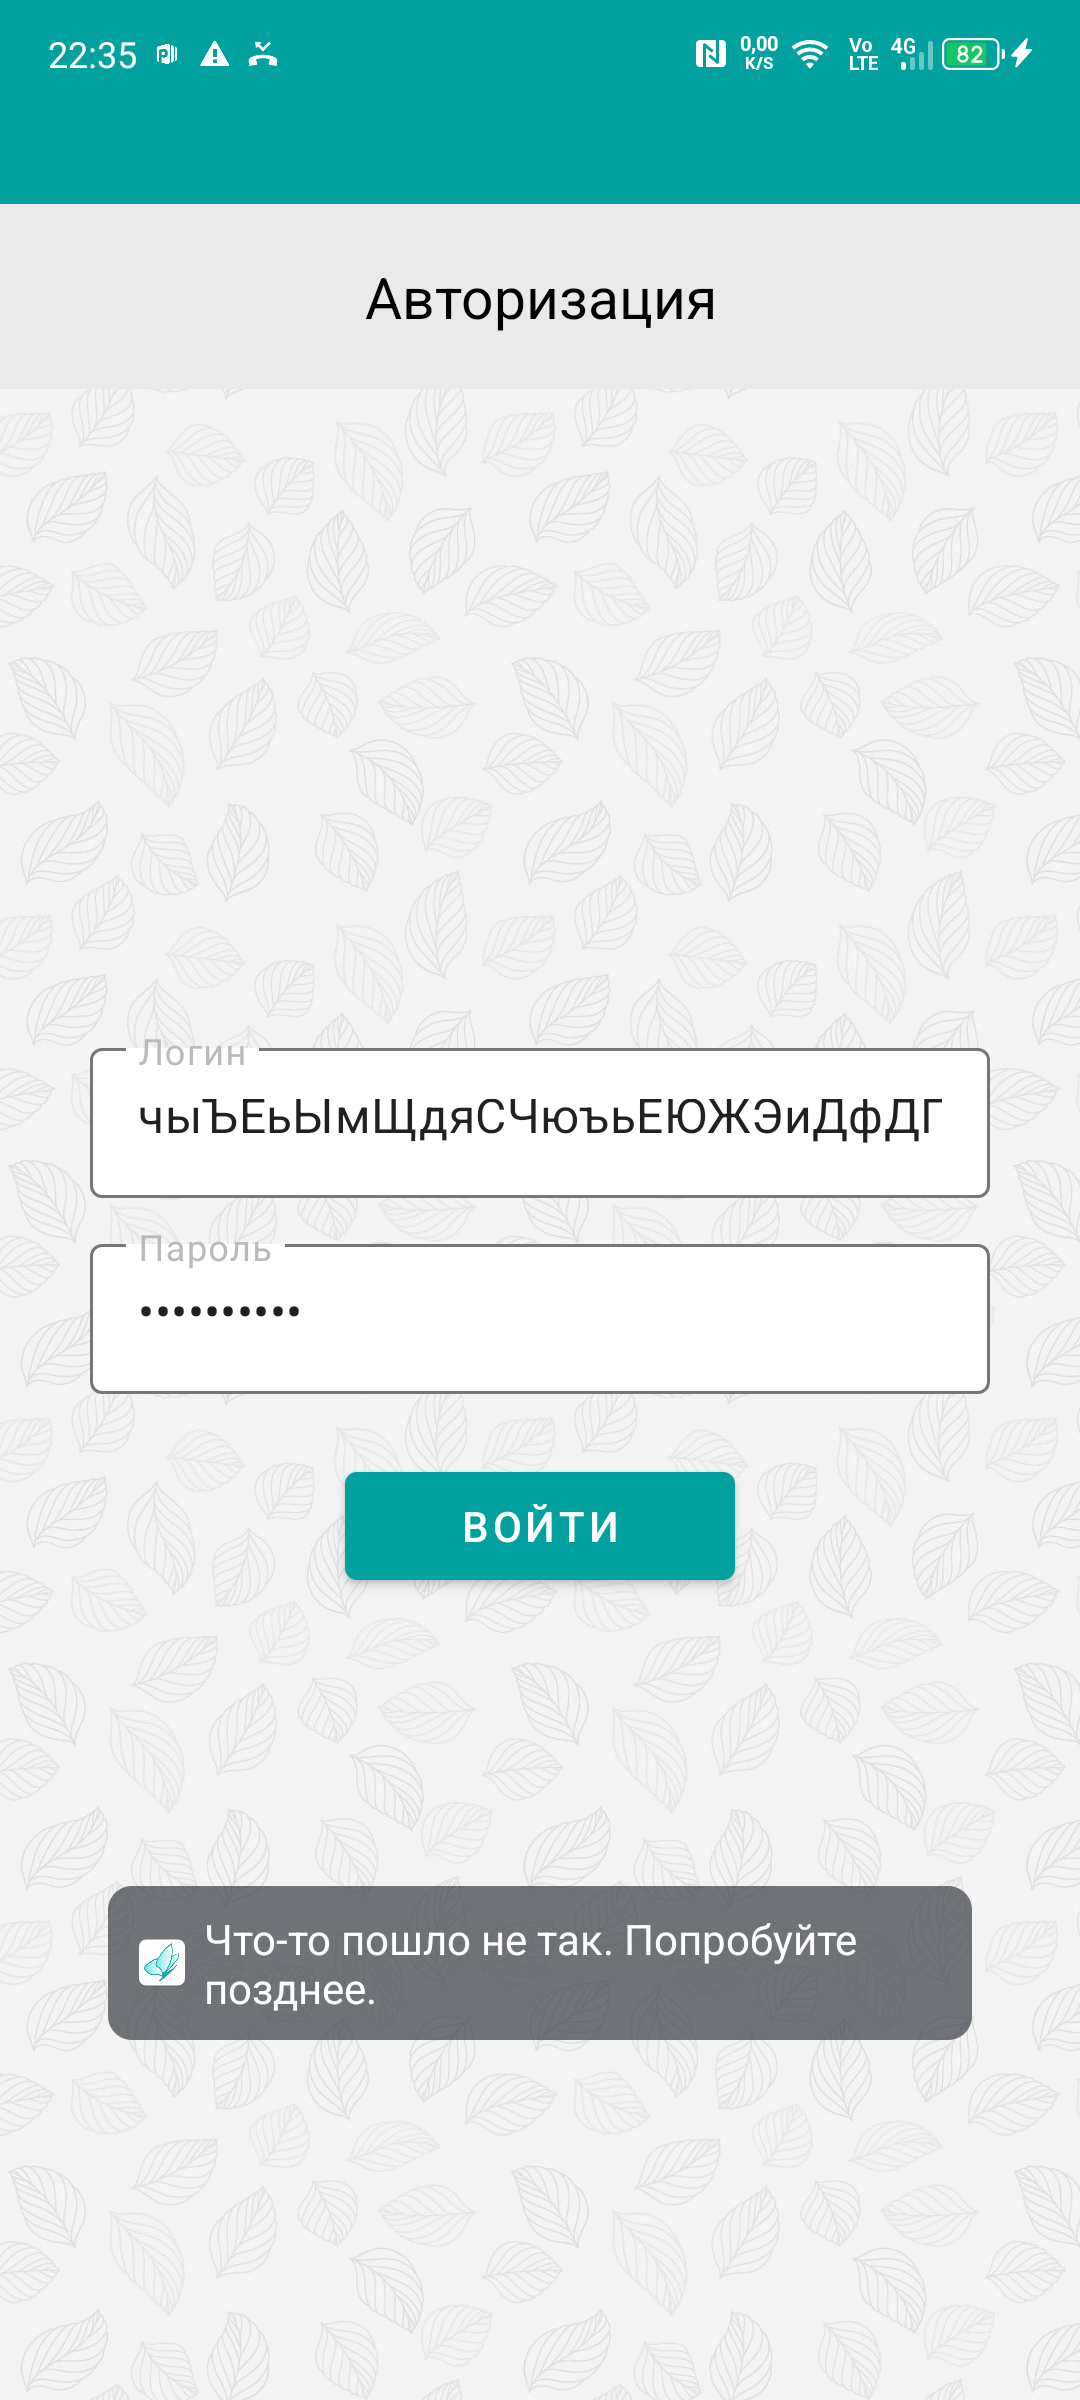 22:35 0,00 K/S Vo LTE 4G 82
Авторизация
Логин
чыЪЕьЫмЩдяСЧюъьЕЮЖЭиДфДГ
Пароль
••••••••••
ВОЙТИ
Что-то пошло не так. Попробуйте
позднее.